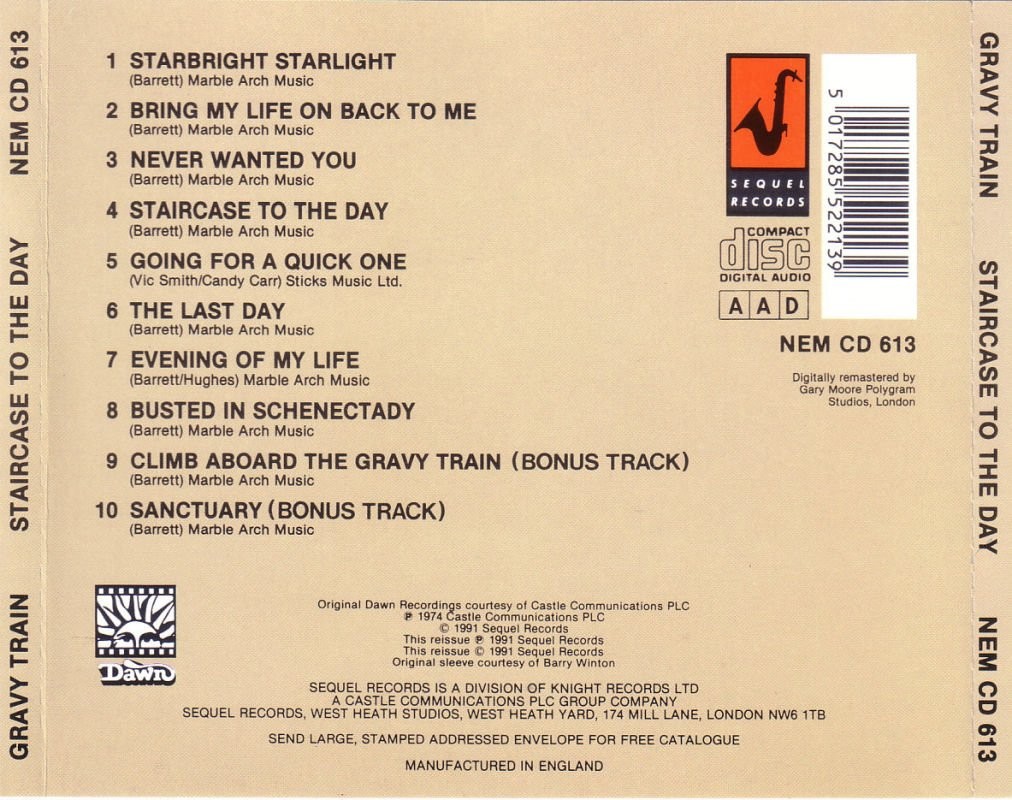 GRAVY TRAIN STAIRCASE TO THE DAY NEM CD 613
1 STARBRIGHT STARLIGHT
(Barrett) Marble Arch Music
2 BRING MY LIFE ON BACK TO ME
(Barrett) Marble Arch Music
3 NEVER WANTED YOU
(Barrett) Marble Arch Music
4 STAIRCASE TO THE DAY
(Barrett) Marble Arch Music
5 GOING FOR A QUICK ONE
(Vic Smith/Candy Carr) Sticks Music Ltd.
6 THE LAST DAY
(Barrett) Marble Arch Music
7 EVENING OF MY LIFE
(Barrett/Hughes) Marble Arch Music
8 BUSTED IN SCHENECTADY
(Barrett) Marble Arch Music
9 CLIMB ABOARD THE GRAVY TRAIN (BONUS TRACK)
(Barrett) Marble Arch Music
10 SANCTUARY (BONUS TRACK)
(Barrett) Marble Arch Music
SEQUEL
RECORDS
COMPACT
disc
DIGITAL AUDIO
A A D
5 017285 522139
NEM CD 613
Digitally remastered by
Gary Moore Polygram
Studios, London
Dawn
Original Dawn Recordings courtesy of Castle Communications PLC
℗ 1974 Castle Communications PLC
© 1991 Sequel Records
This reissue ℗ 1991 Sequel Records
This reissue © 1991 Sequel Records
Original sleeve courtesy of Barry Winton
SEQUEL RECORDS IS A DIVISION OF KNIGHT RECORDS LTD
A CASTLE COMMUNICATIONS PLC GROUP COMPANY
SEQUEL RECORDS, WEST HEATH STUDIOS, WEST HEATH YARD, 174 MILL LANE, LONDON NW6 1TB
SEND LARGE, STAMPED ADDRESSED ENVELOPE FOR FREE CATALOGUE
MANUFACTURED IN ENGLAND
GRAVY TRAIN STAIRCASE TO THE DAY NEM CD 613